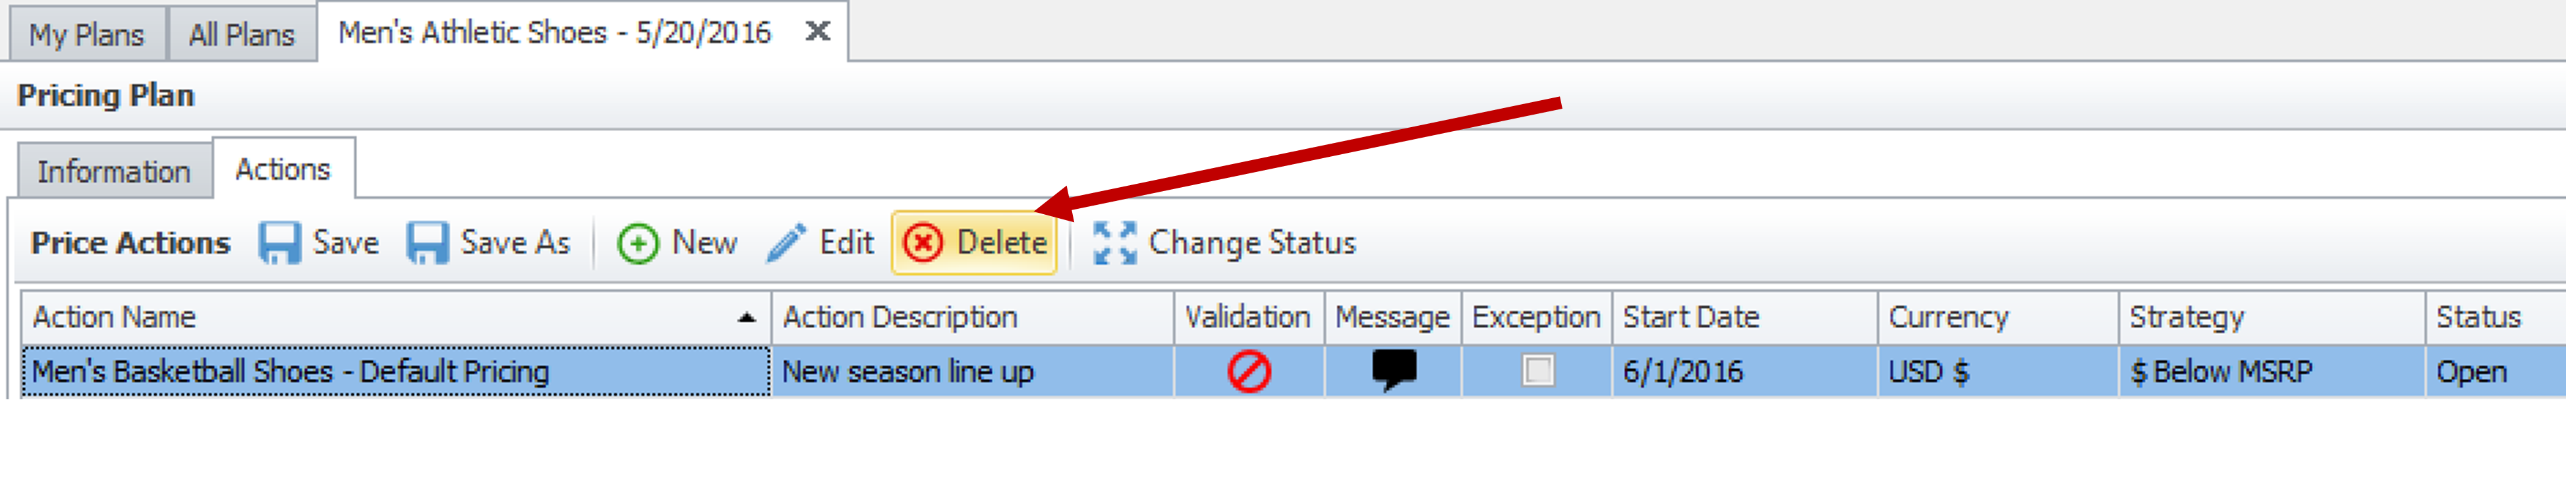 My Plans All Plans Men's Athletic Shoes - 5/20/2016
Pricing Plan
Information Actions
Price Actions Save Save As New Edit Delete Change Status
Action Name Action Description Validation Message Exception Start Date Currency Strategy Status
Men's Basketball Shoes - Default Pricing New season line up 6/1/2016 USD $ $ Below MSRP Open